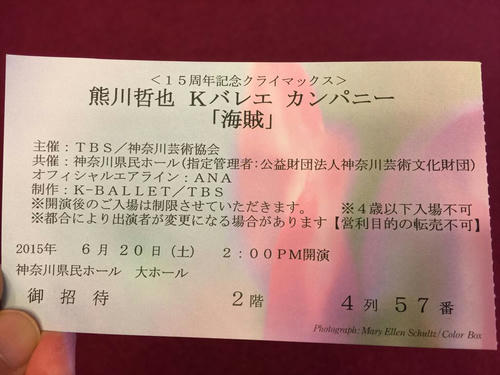 ＜１５周年記念クライマックス＞
熊川哲也 Ｋバレエ カンパニー
「海賊」
主催：ＴＢＳ／神奈川芸術協会
共催：神奈川県民ホール(指定管理者：公益財団法人神奈川芸術文化財団)
オフィシャルエアライン：ＡＮＡ
制作：Ｋ−ＢＡＬＬＥＴ／ＴＢＳ
※開演後のご入場は制限させていただきます。 ※４歳以下入場不可
※都合により出演者が変更になる場合があります【営利目的の転売不可】
2015年 ６月２０日(土) ２：００ＰＭ開演
神奈川県民ホール 大ホール
御招待 ２階 ４列５７番
Photograph: Mary Ellen Schultz / Color Box